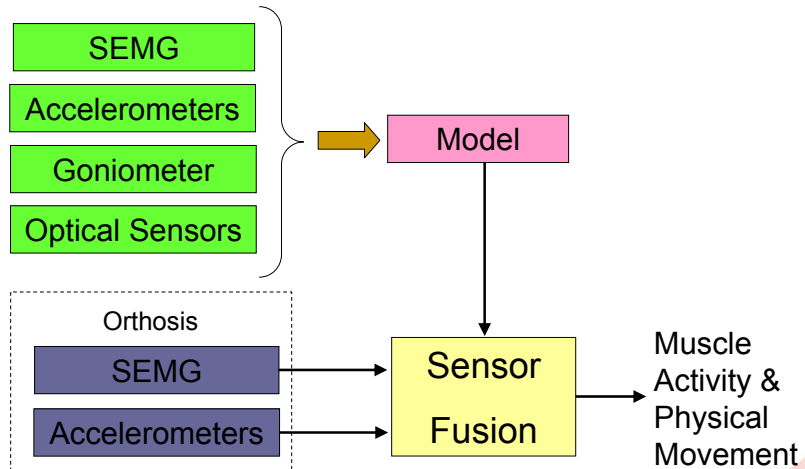 SEMG
Accelerometers
Goniometer
Optical Sensors
Model
Orthosis
SEMG
Accelerometers
Sensor
Fusion
Muscle
Activity &
Physical
Movement